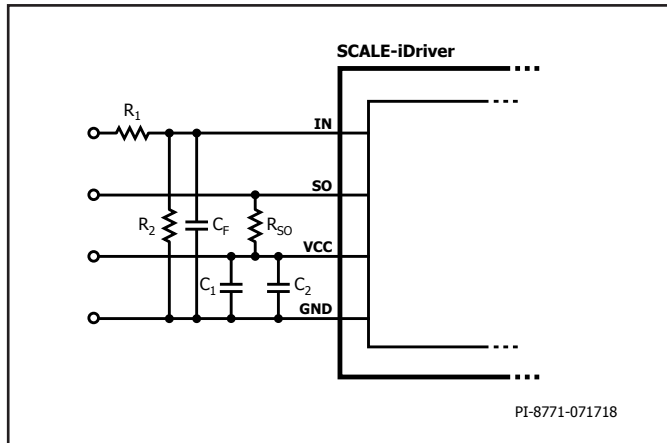 SCALE-iDriver
R1
IN
SO
R2
CF
RSO
VCC
C1
C2
GND
PI-8771-071718